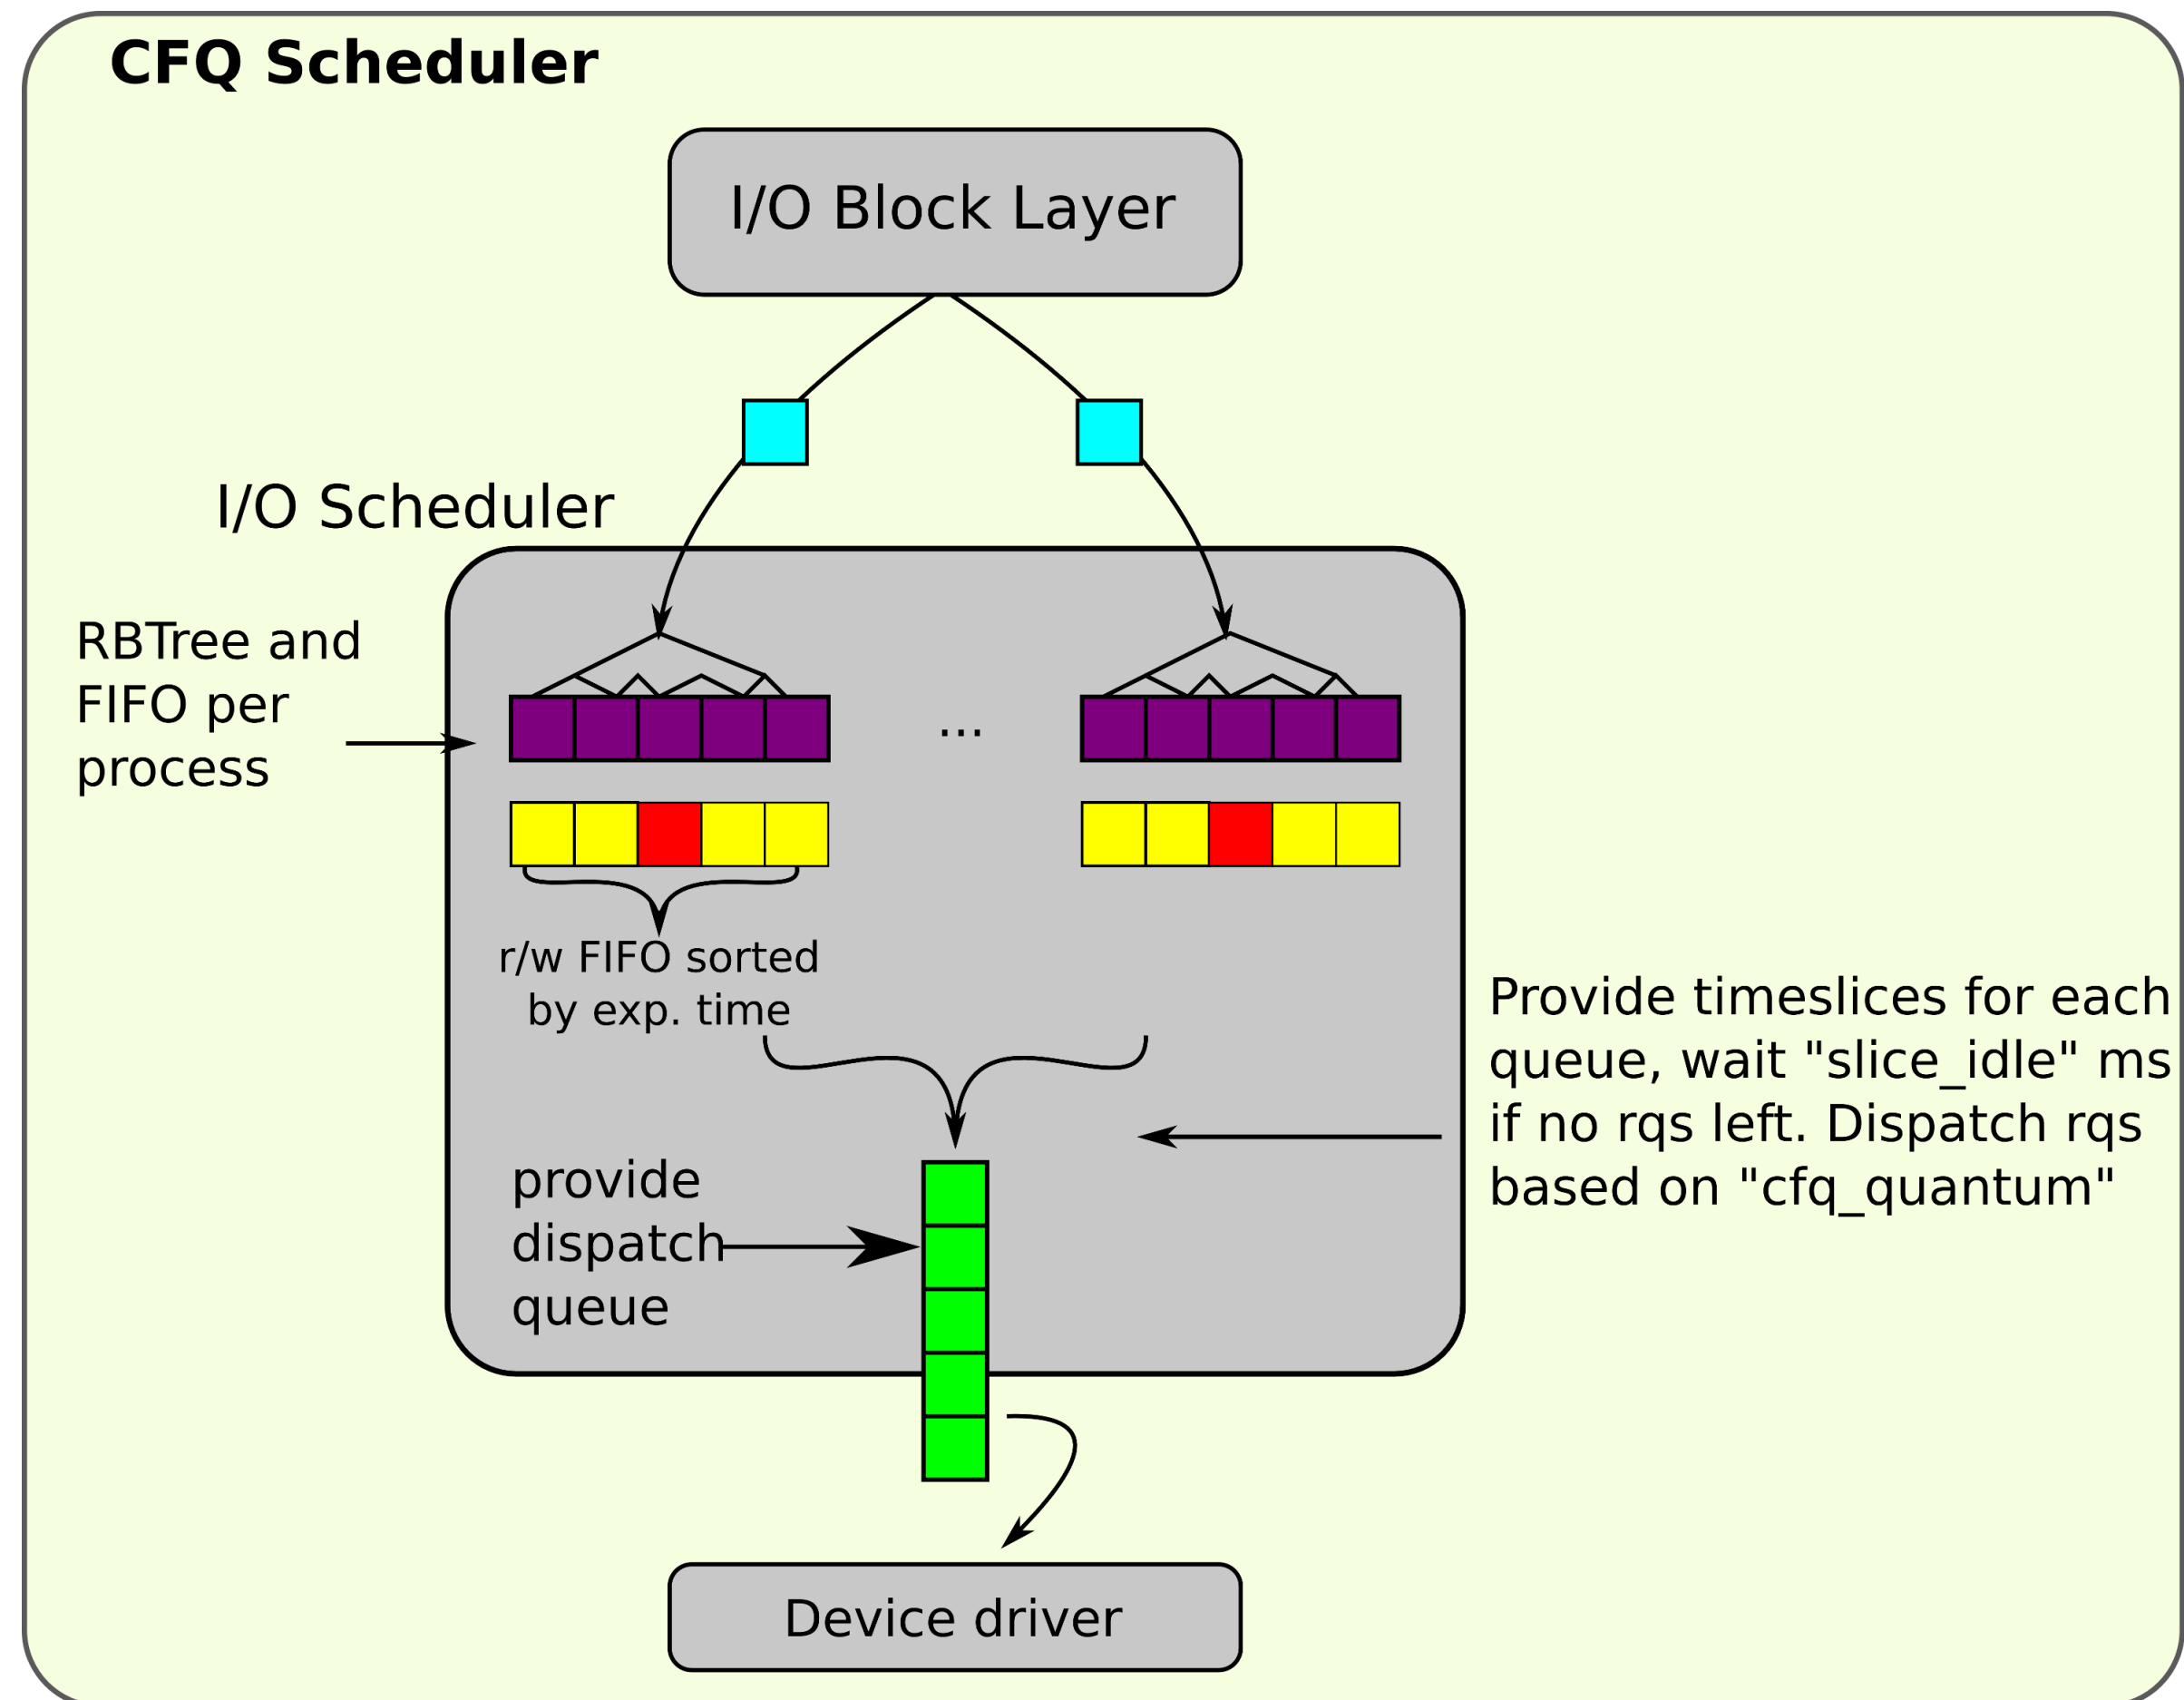 CFQ Scheduler
I/O Block Layer
I/O Scheduler
RBTree and
FIFO per
process
...
r/w FIFO sorted
by exp. time
Provide timeslices for each
queue, wait "slice_idle" ms
if no rqs left. Dispatch rqs
based on "cfq_quantum"
provide
dispatch
queue
Device driver